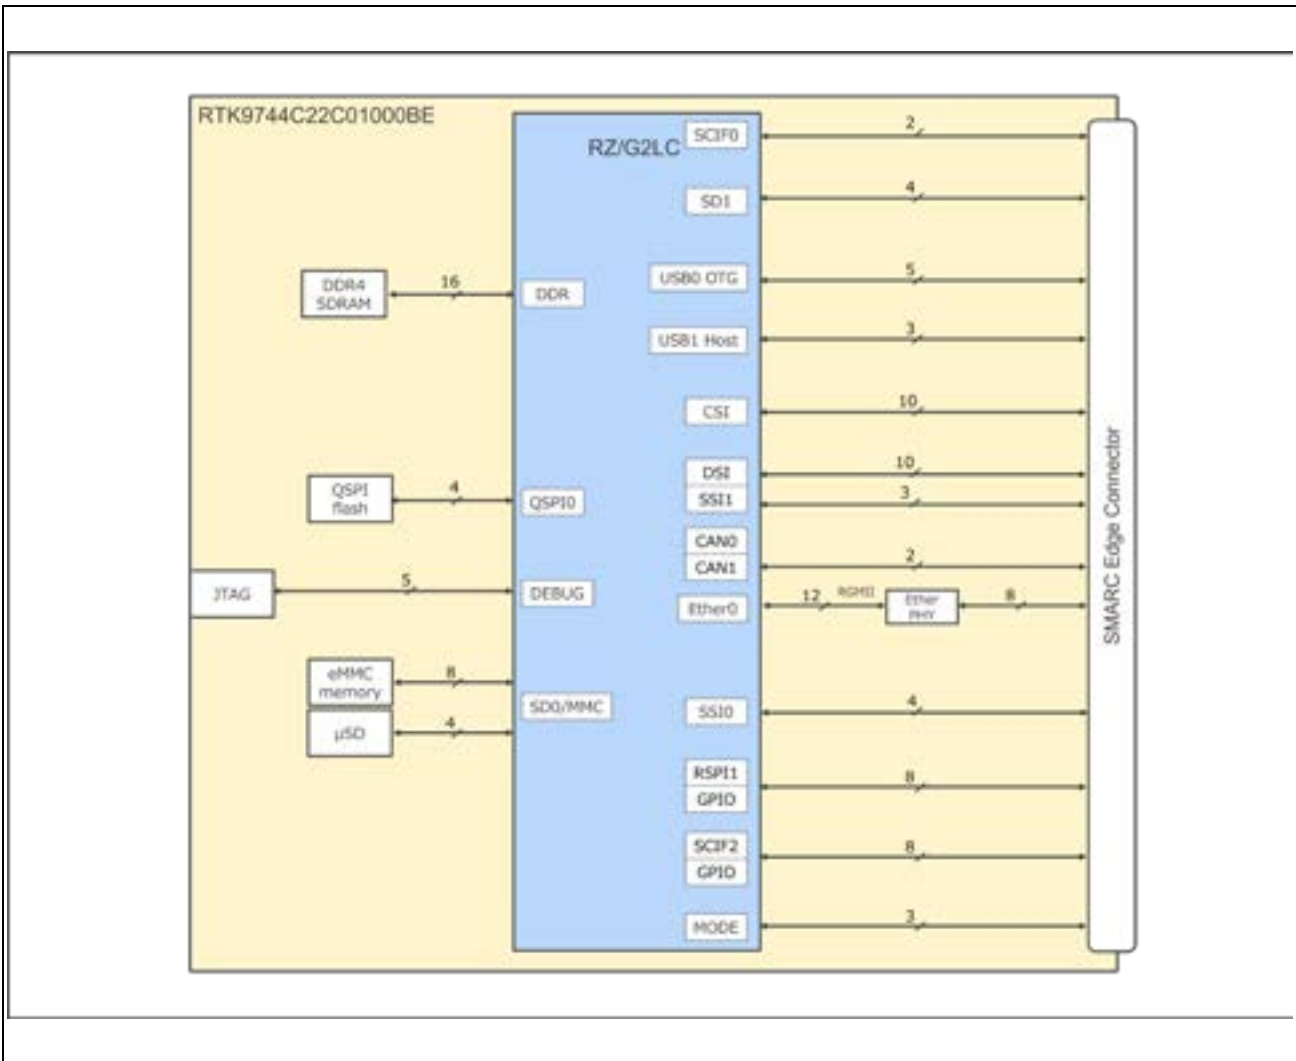 RTK9744C22C01000BE
RZ/G2LC
SCIF0
2
SD1
4
USB0 OTG
5
USB1 Host
3
CSI
10
DSI
10
SSI1
3
CAN0
CAN1
2
Ether0
12
RGMII
Ether
PHY
8
SSI0
4
RSPI1
GPIO
8
SCIF2
GPIO
8
MODE
3
DDR4
SDRAM
16
DDR
QSPI
flash
4
QSPI0
JTAG
5
DEBUG
eMMC
memory
8
SD0/MMC
μSD
4
SMARC Edge Connector